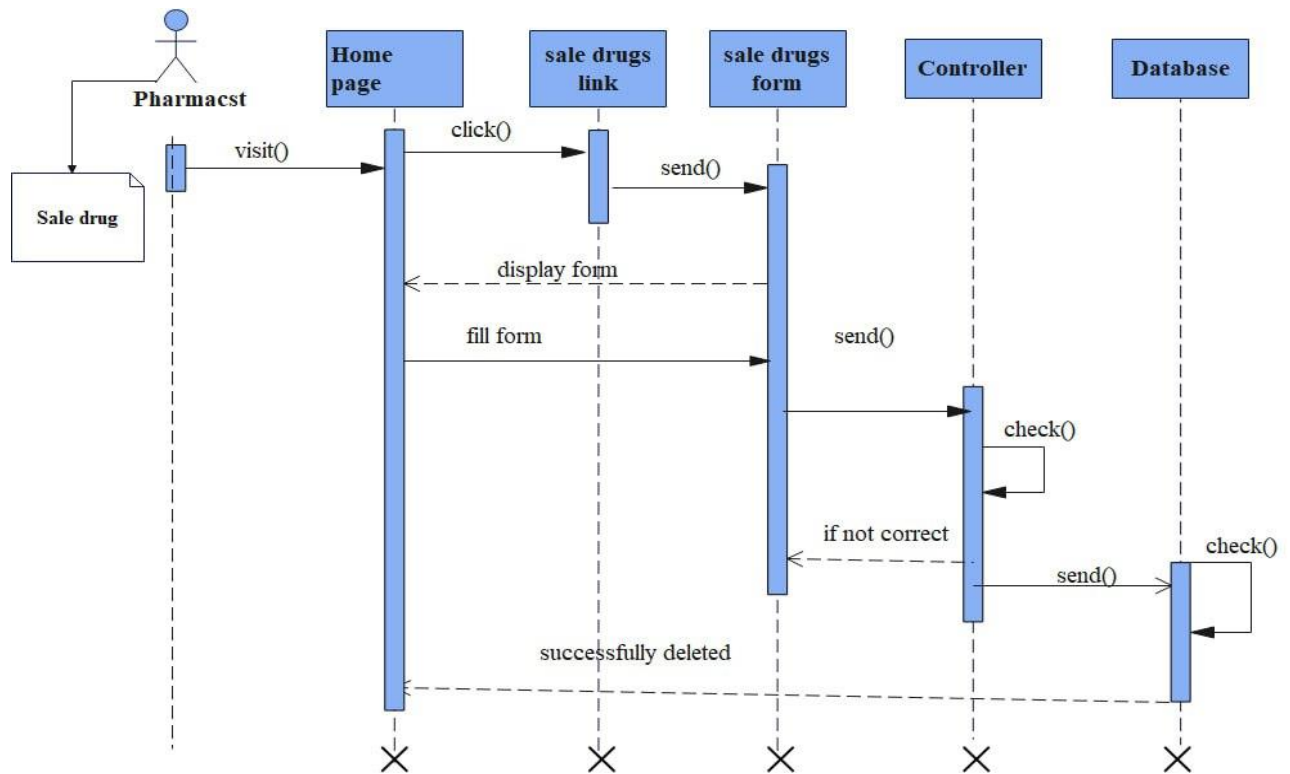 Home
page
sale drugs
link
sale drugs
form
Controller
Database
Pharmacst
click()
visit()
send()
Sale drug
display form
fill form
send()
check()
if not correct
check()
send()
successfully deleted